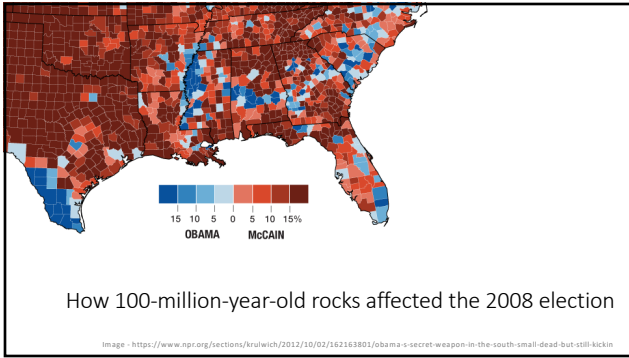 15 10 5 0 5 10 15%
OBAMA McCAIN
How 100-million-year-old rocks affected the 2008 election
Image - https://www.npr.org/sections/krulwich/2012/10/02/162163801/obama-s-secret-weapon-in-the-south-small-dead-but-still-kickin